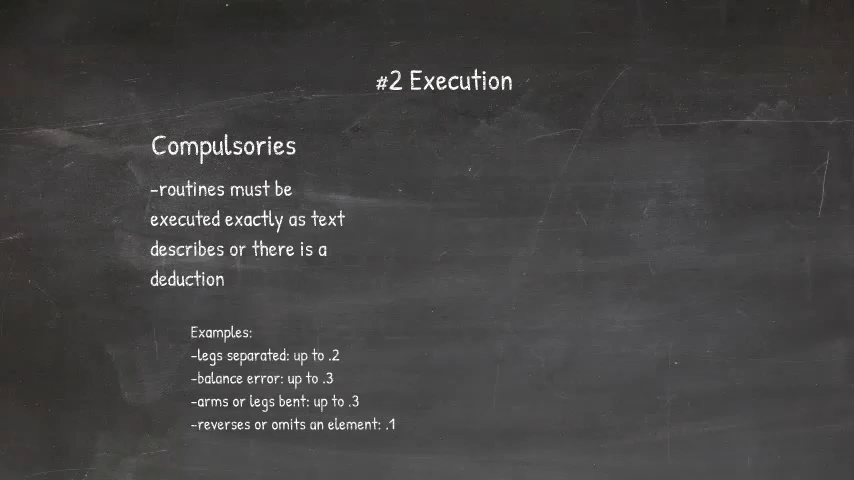 #2 Execution
Compulsories
-routines must be
executed exactly as text
describes or there is a
deduction
Examples:
-legs separated: up to .2
-balance error: up to .3
-arms or legs bent: up to .3
-reverses or omits an element: .1